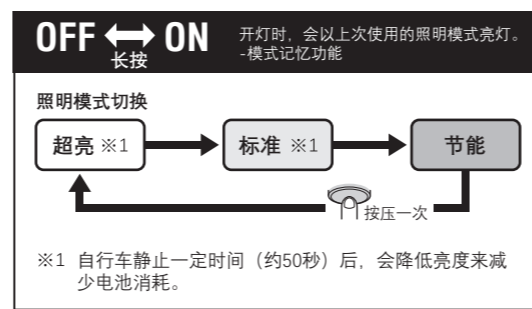 OFF ⟷ ON
长按
开灯时，会以上次使用的照明模式亮灯。
-模式记忆功能
照明模式切换
超亮 ※1
标准 ※1
节能
按压一次
※1 自行车静止一定时间（约50秒）后，会降低亮度来减
少电池消耗。